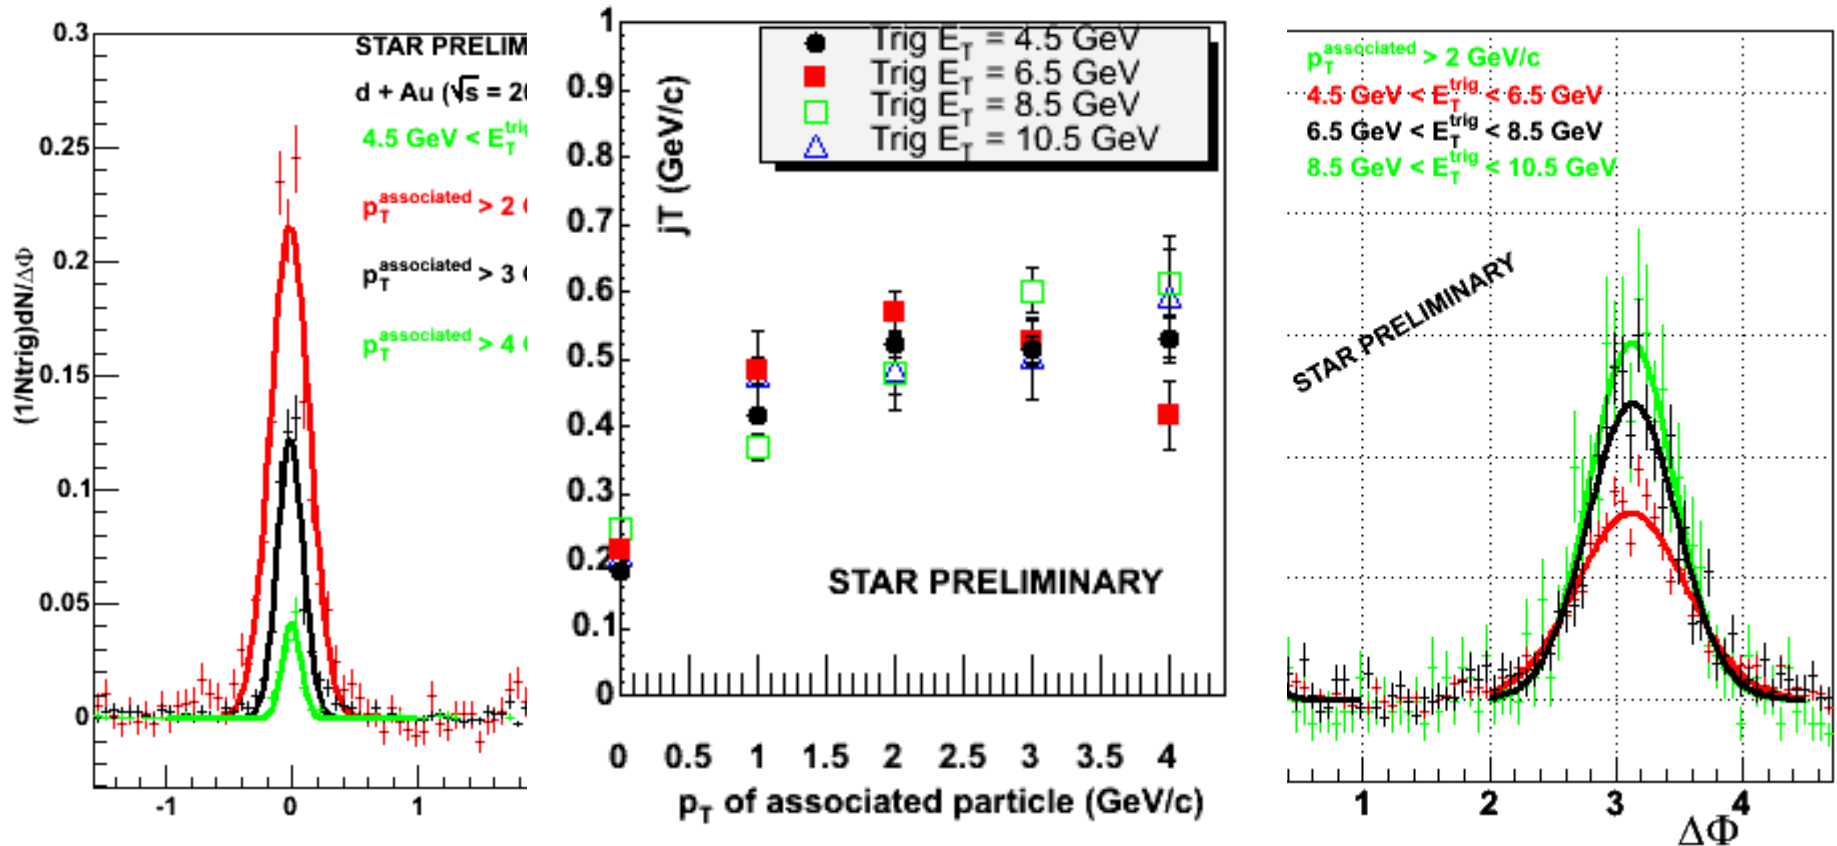 0.3
0.25
0.2
0.15
0.1
0.05
0
(1/Ntrig)dN/ΔΦ
-1 0 1
STAR PRELIM
d + Au (√s = 20
4.5 GeV < E_T^trig
p_T^associated > 2
p_T^associated > 3
p_T^associated > 4
1
0.9
0.8
0.7
0.6
0.5
0.4
0.3
0.2
0.1
0
jT (GeV/c)
Trig E_T = 4.5 GeV
Trig E_T = 6.5 GeV
Trig E_T = 8.5 GeV
Trig E_T = 10.5 GeV
STAR PRELIMINARY
0 0.5 1 1.5 2 2.5 3 3.5 4
p_T of associated particle (GeV/c)
p_T^associated > 2 GeV/c
4.5 GeV < E_T^trig < 6.5 GeV
6.5 GeV < E_T^trig < 8.5 GeV
8.5 GeV < E_T^trig < 10.5 GeV
STAR PRELIMINARY
1 2 3 4
ΔΦ